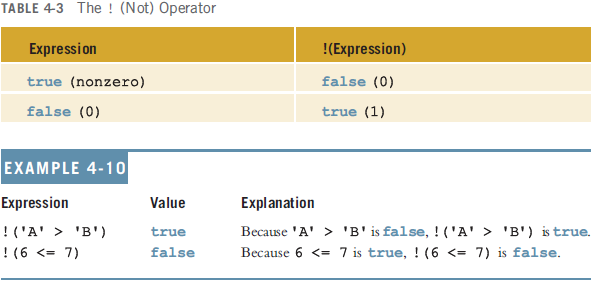 TABLE 4-3 The ! (Not) Operator
Expression !(Expression)
true (nonzero) false (0)
false (0) true (1)
EXAMPLE 4-10
Expression Value Explanation
!('A' > 'B') true Because 'A' > 'B' is false, !('A' > 'B') is true.
!(6 <= 7) false Because 6 <= 7 is true, !(6 <= 7) is false.